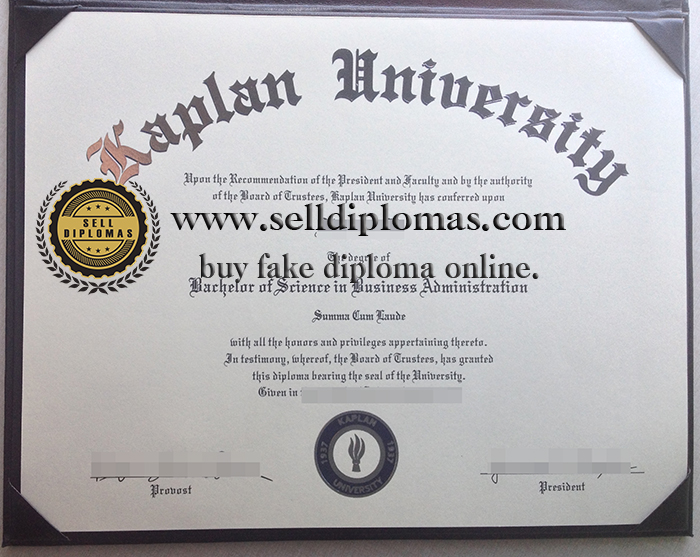 Kaplan University
Upon the Recommendation of the President and Faculty and by the authority
of the Board of Trustees, Kaplan University has conferred upon
SELL
DIPLOMAS
www.selldiplomas.com
The degree of
buy fake diploma online.
Bachelor of Science in Business Administration
Summa Cum Laude
with all the honors and privileges appertaining thereto.
In testimony, whereof, the Board of Trustees, has granted
this diploma bearing the seal of the University.
Given in
KAPLAN
1937
1937
UNIVERSITY
Provost
President